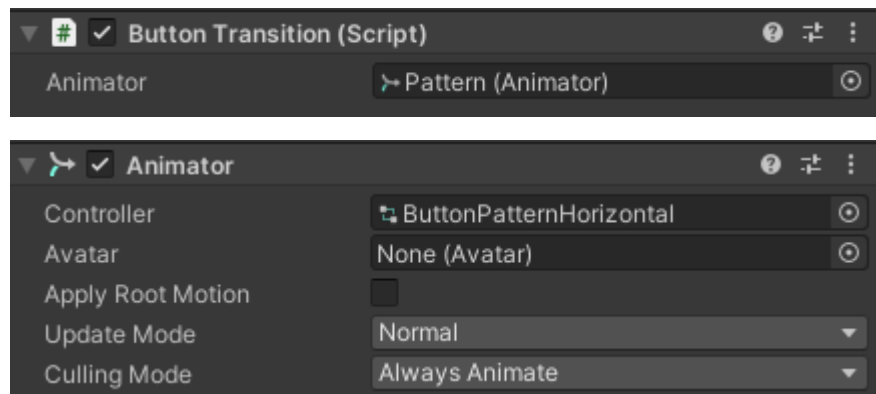 # Button Transition (Script)
Animator Pattern (Animator)
Animator
Controller ButtonPatternHorizontal
Avatar None (Avatar)
Apply Root Motion
Update Mode Normal
Culling Mode Always Animate